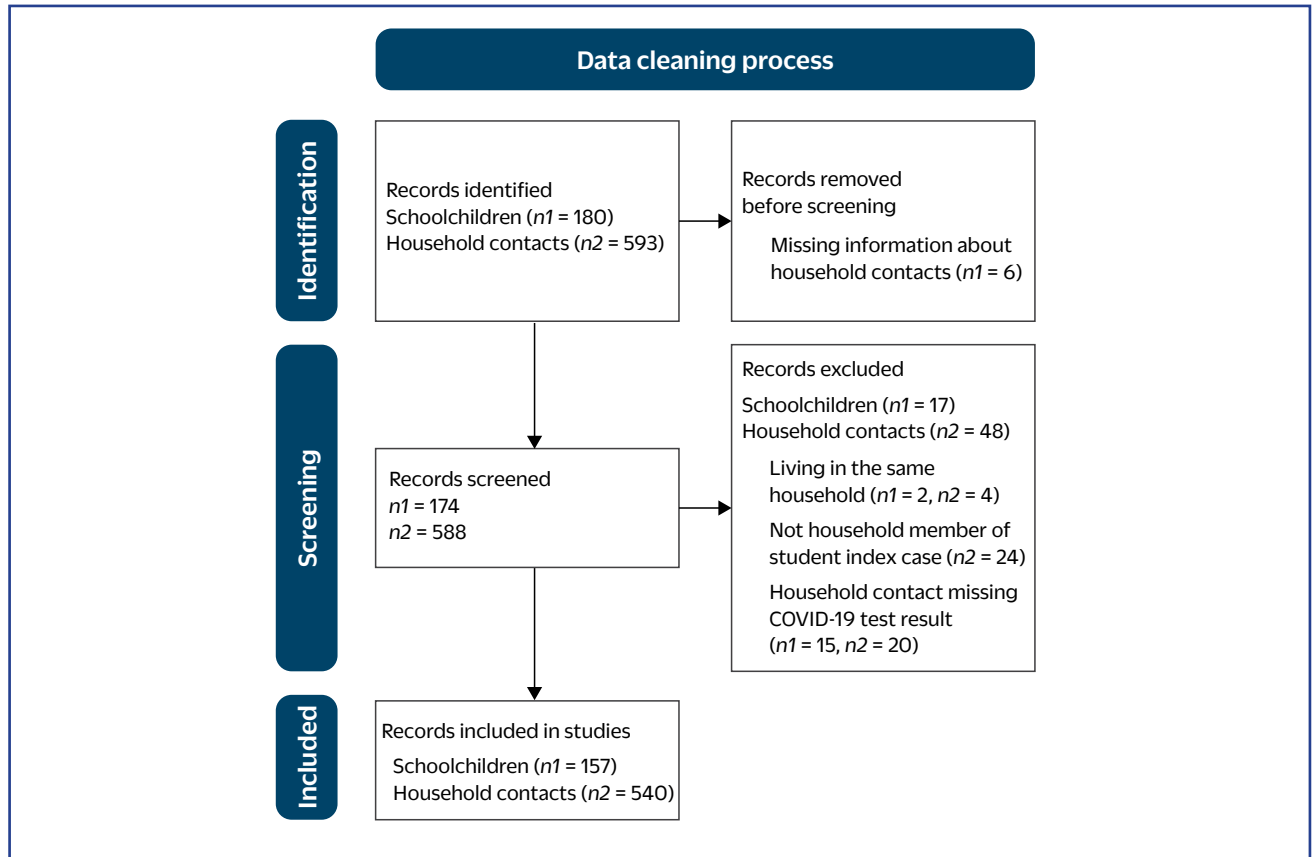 Data cleaning process
Identification
Records identified
Schoolchildren (n1 = 180)
Household contacts (n2 = 593)
Records removed
before screening
Missing information about
household contacts (n1 = 6)
Screening
Records screened
n1 = 174
n2 = 588
Records excluded
Schoolchildren (n1 = 17)
Household contacts (n2 = 48)
Living in the same
household (n1 = 2, n2 = 4)
Not household member of
student index case (n2 = 24)
Household contact missing
COVID-19 test result
(n1 = 15, n2 = 20)
Included
Records included in studies
Schoolchildren (n1 = 157)
Household contacts (n2 = 540)